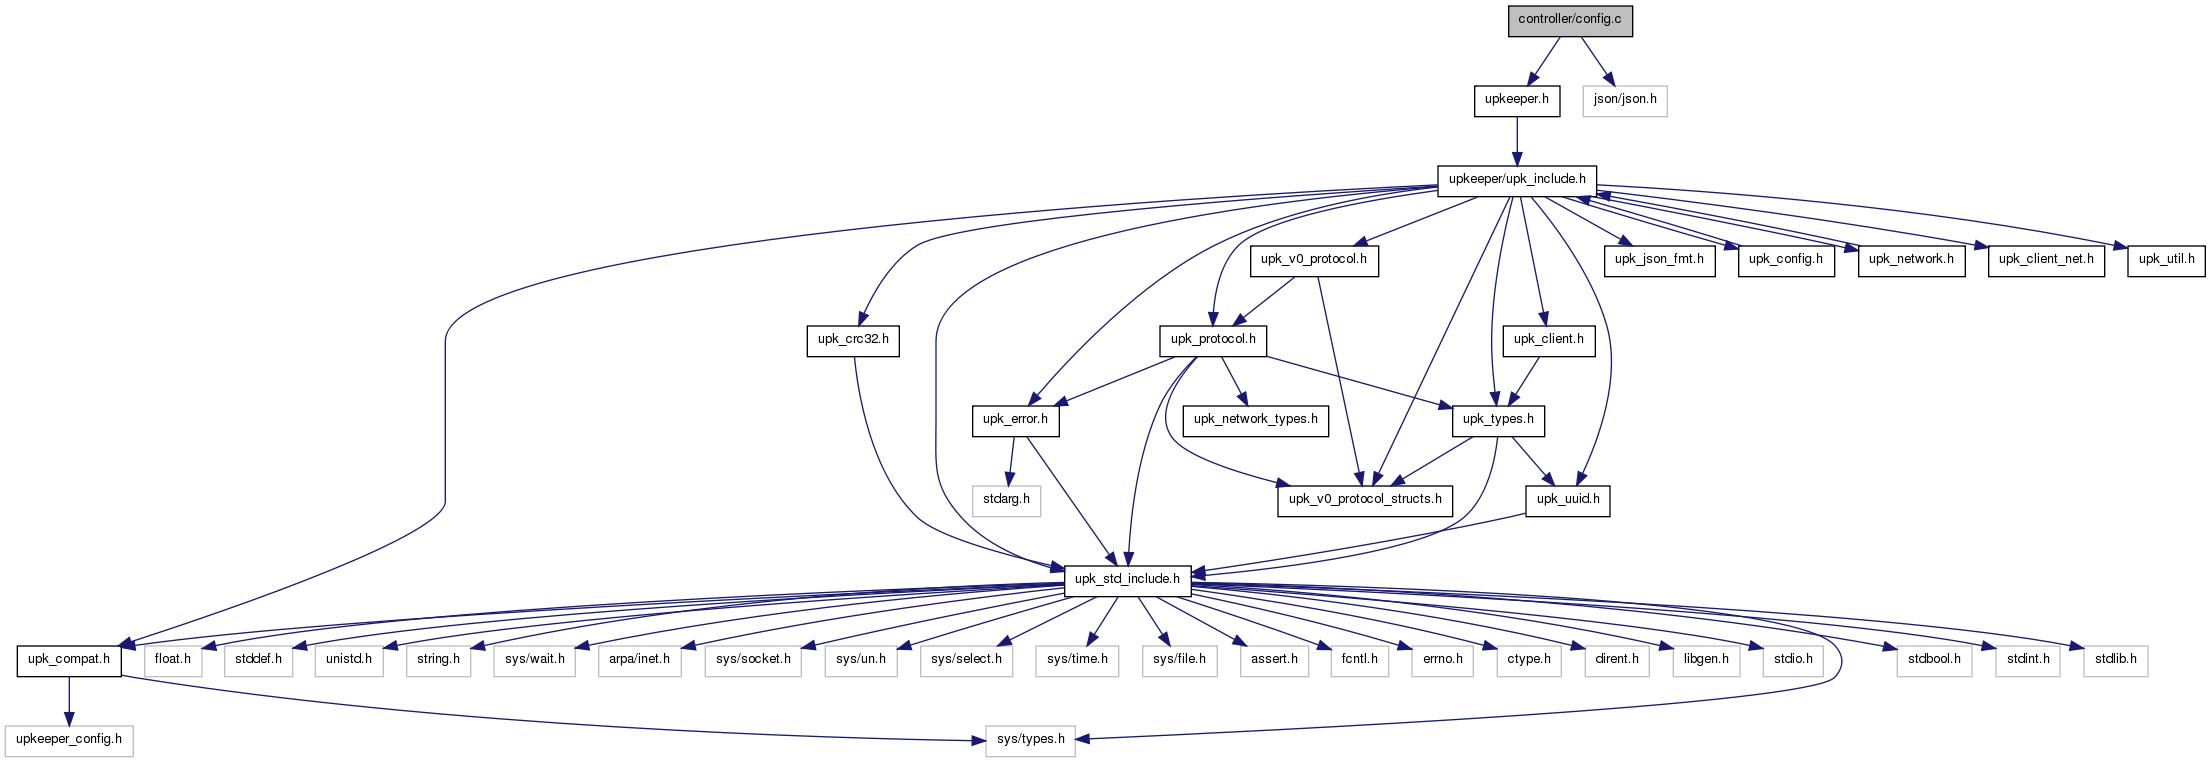 controller/config.c
upkeeper.h
json/json.h
upkeeper/upk_include.h
upk_v0_protocol.h
upk_json_fmt.h
upk_config.h
upk_network.h
upk_client_net.h
upk_util.h
upk_crc32.h
upk_protocol.h
upk_client.h
upk_error.h
upk_network_types.h
upk_types.h
stdarg.h
upk_v0_protocol_structs.h
upk_uuid.h
upk_std_include.h
upk_compat.h
float.h
stddef.h
unistd.h
string.h
sys/wait.h
arpa/inet.h
sys/socket.h
sys/un.h
sys/select.h
sys/time.h
sys/file.h
assert.h
fcntl.h
errno.h
ctype.h
dirent.h
libgen.h
stdio.h
stdbool.h
stdint.h
stdlib.h
upkeeper_config.h
sys/types.h